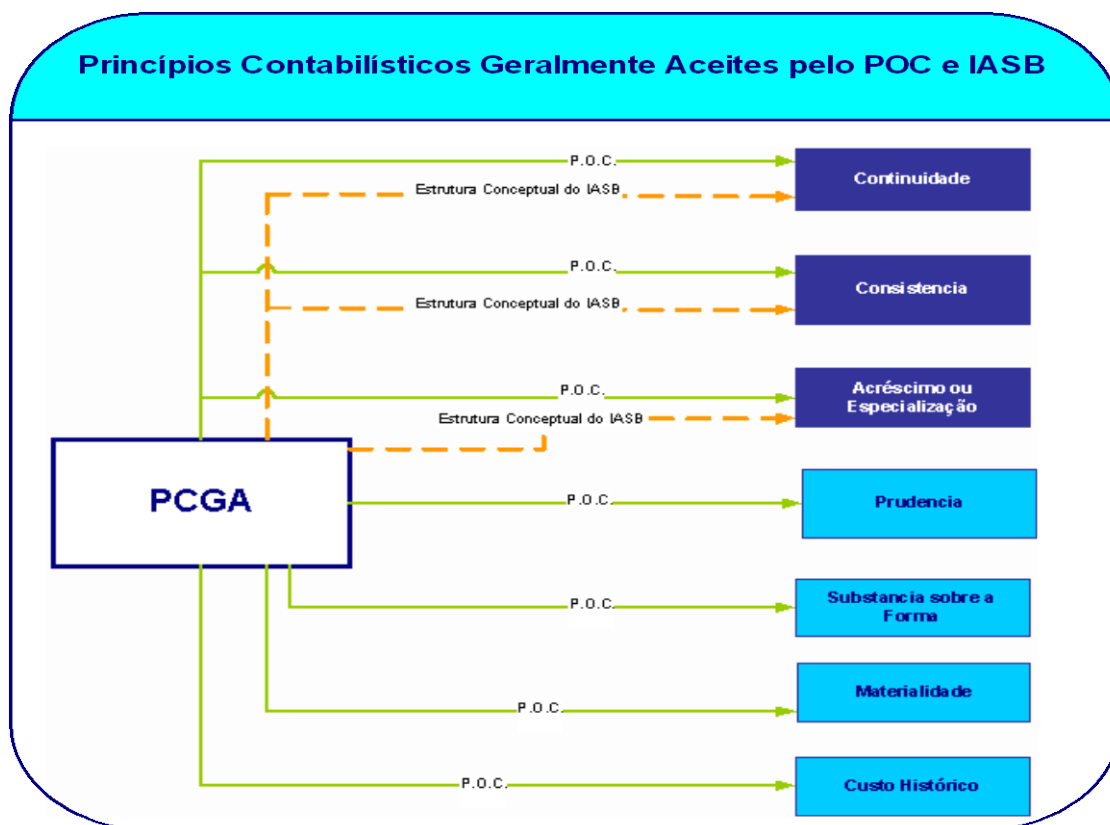 Princípios Contabilísticos Geralmente Aceites pelo POC e IASB
P.O.C.
Continuidade
Estrutura Conceptual do IASB
P.O.C.
Consistencia
Estrutura Conceptual do IASB
P.O.C.
Acréscimo ou
Especialização
Estrutura Conceptual do IASB
PCGA
P.O.C.
Prudencia
P.O.C.
Substancia sobre a
Forma
P.O.C.
Materialidade
P.O.C.
Custo Histórico